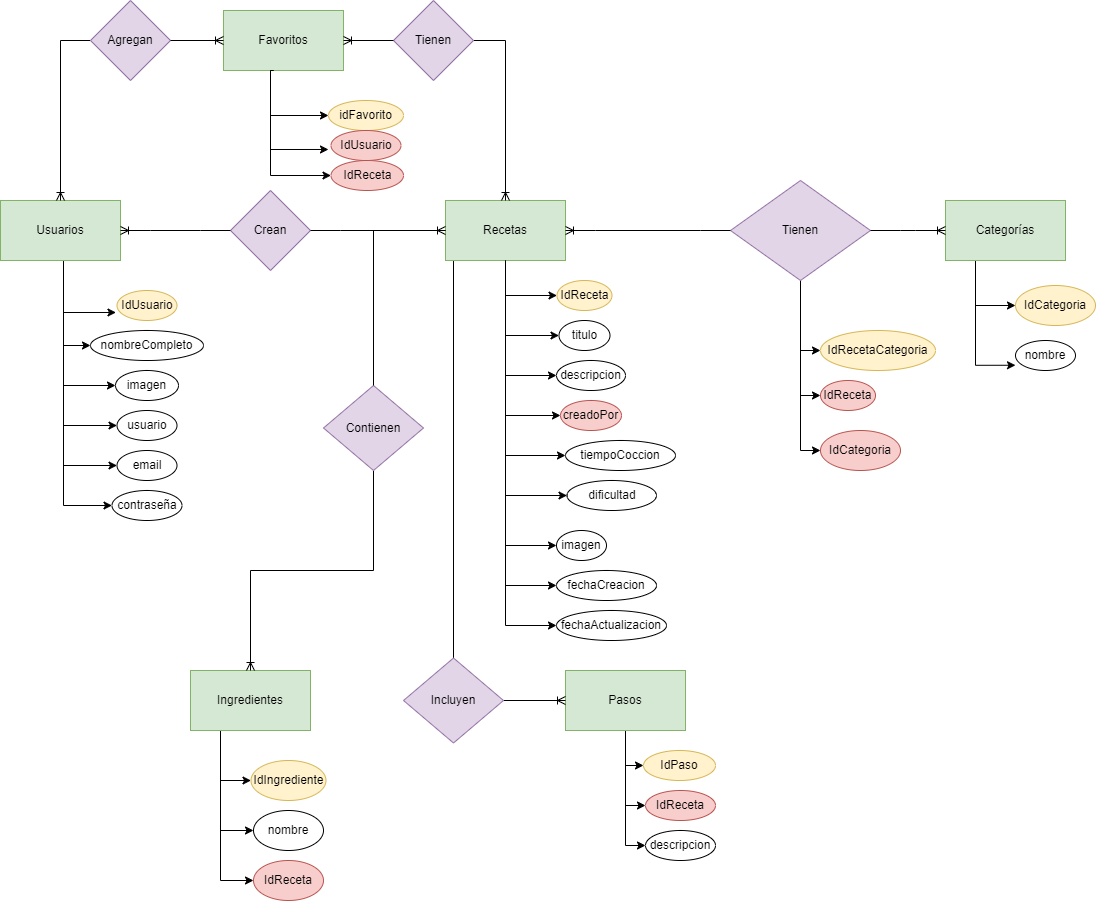 Agregan
Favoritos
Tienen
idFavorito
IdUsuario
IdReceta
Usuarios
Crean
Recetas
Tienen
Categorías
IdUsuario
nombreCompleto
imagen
usuario
email
contraseña
Contienen
IdReceta
titulo
descripcion
creadoPor
tiempoCoccion
dificultad
imagen
fechaCreacion
fechaActualizacion
IdRecetaCategoria
IdReceta
IdCategoria
IdCategoria
nombre
Ingredientes
Incluyen
Pasos
IdIngrediente
nombre
IdReceta
IdPaso
IdReceta
descripcion